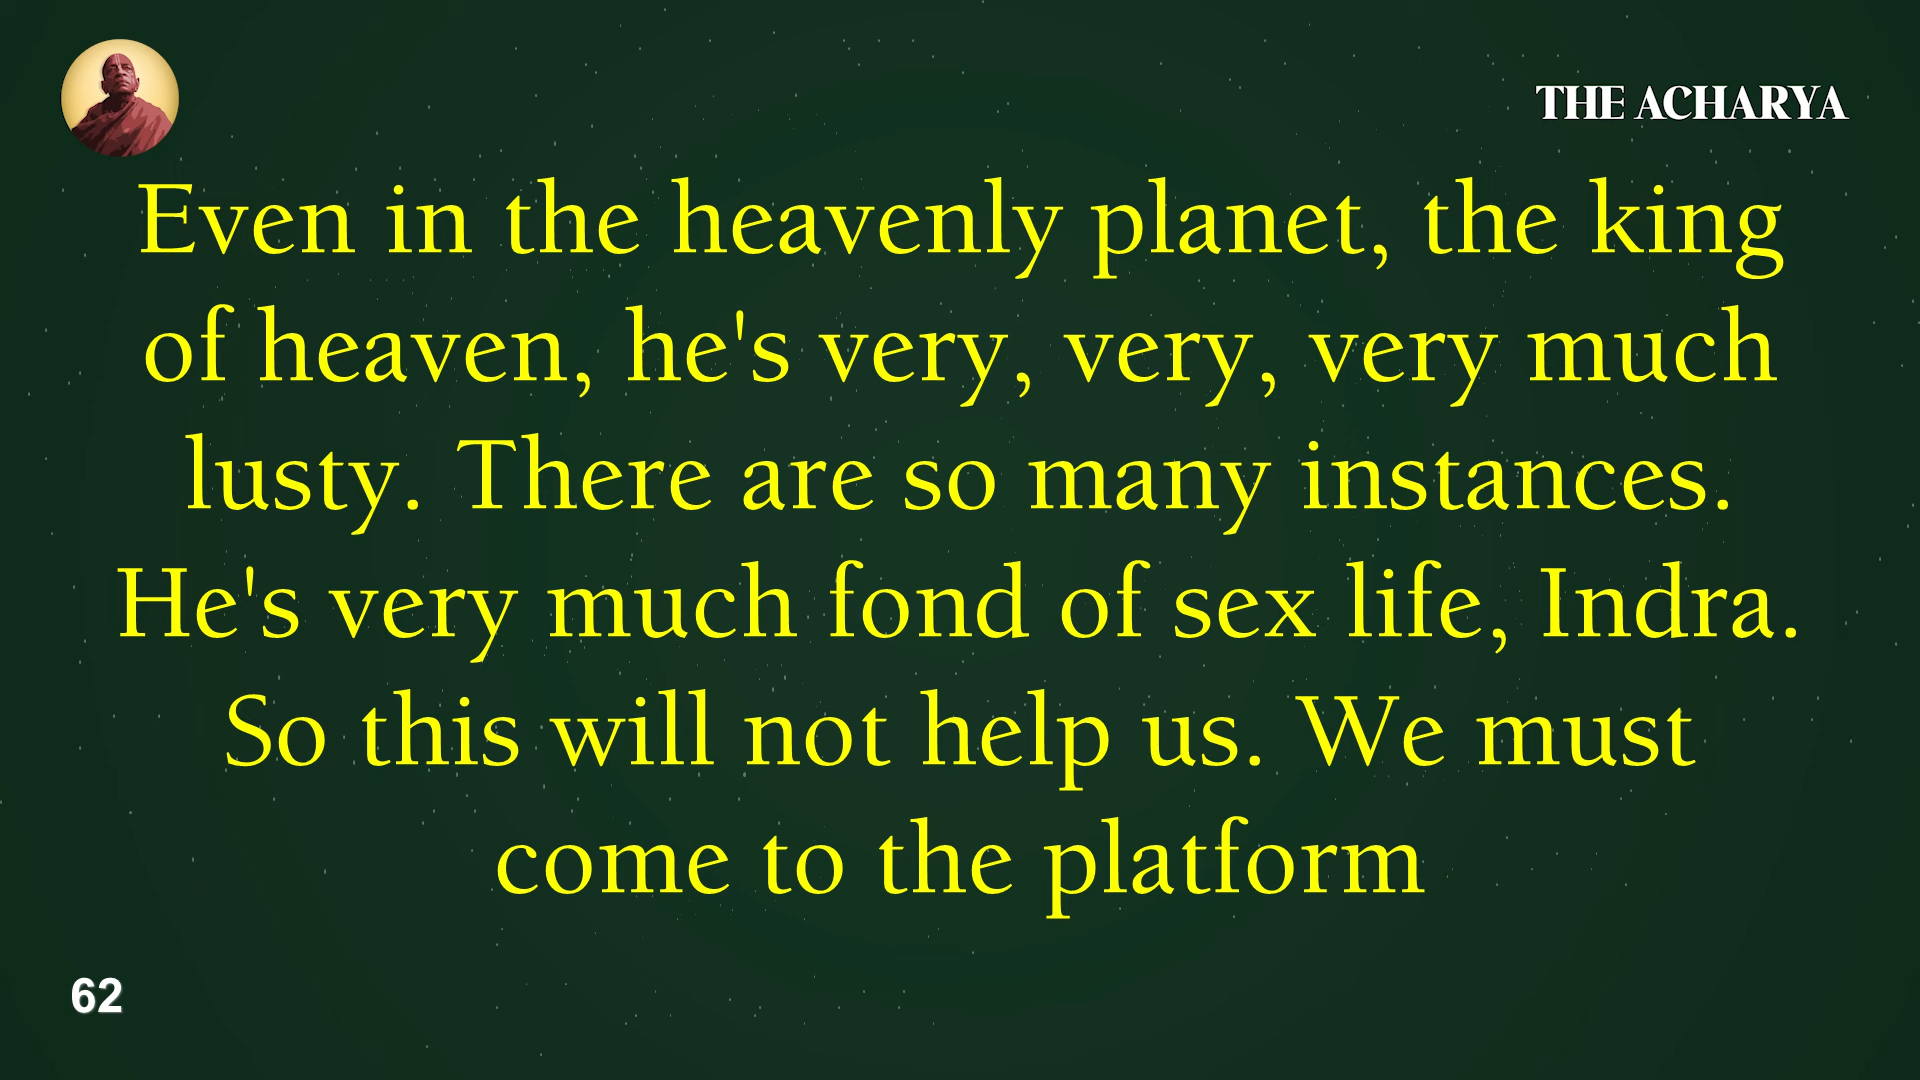 THE ACHARYA
Even in the heavenly planet, the king
of heaven, he's very, very, very much
lusty. There are so many instances.
He's very much fond of sex life, Indra.
So this will not help us. We must
come to the platform
62